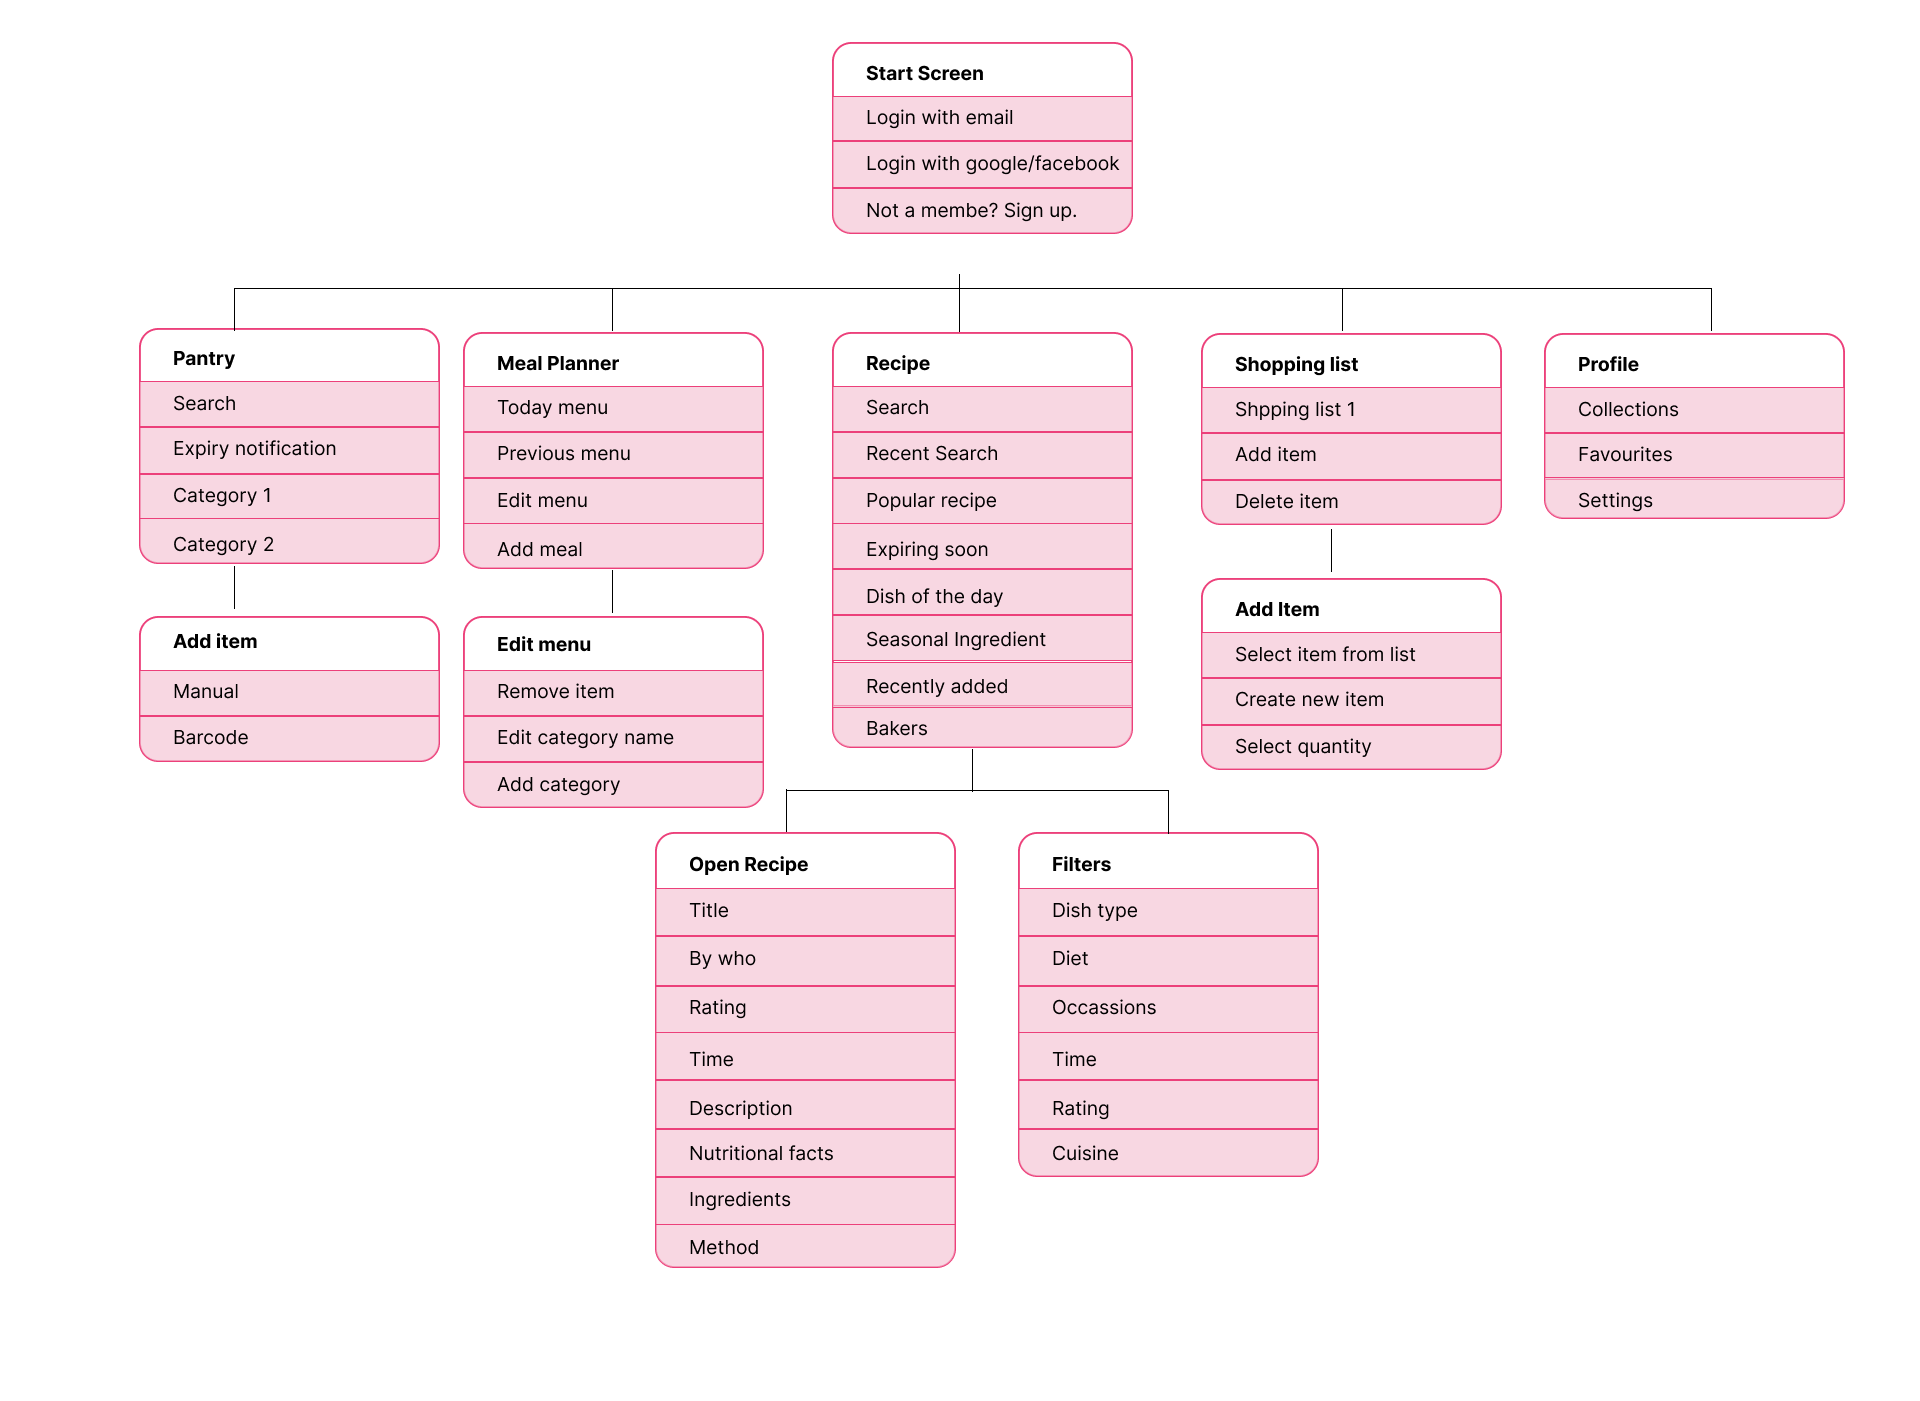 Start Screen
Login with email
Login with google/facebook
Not a membe? Sign up.
Pantry
Search
Expiry notification
Category 1
Category 2
Meal Planner
Today menu
Previous menu
Edit menu
Add meal
Recipe
Search
Recent Search
Popular recipe
Expiring soon
Dish of the day
Seasonal Ingredient
Recently added
Bakers
Shopping list
Shpping list 1
Add item
Delete item
Profile
Collections
Favourites
Settings
Add item
Manual
Barcode
Edit menu
Remove item
Edit category name
Add category
Add Item
Select item from list
Create new item
Select quantity
Open Recipe
Title
By who
Rating
Time
Description
Nutritional facts
Ingredients
Method
Filters
Dish type
Diet
Occassions
Time
Rating
Cuisine